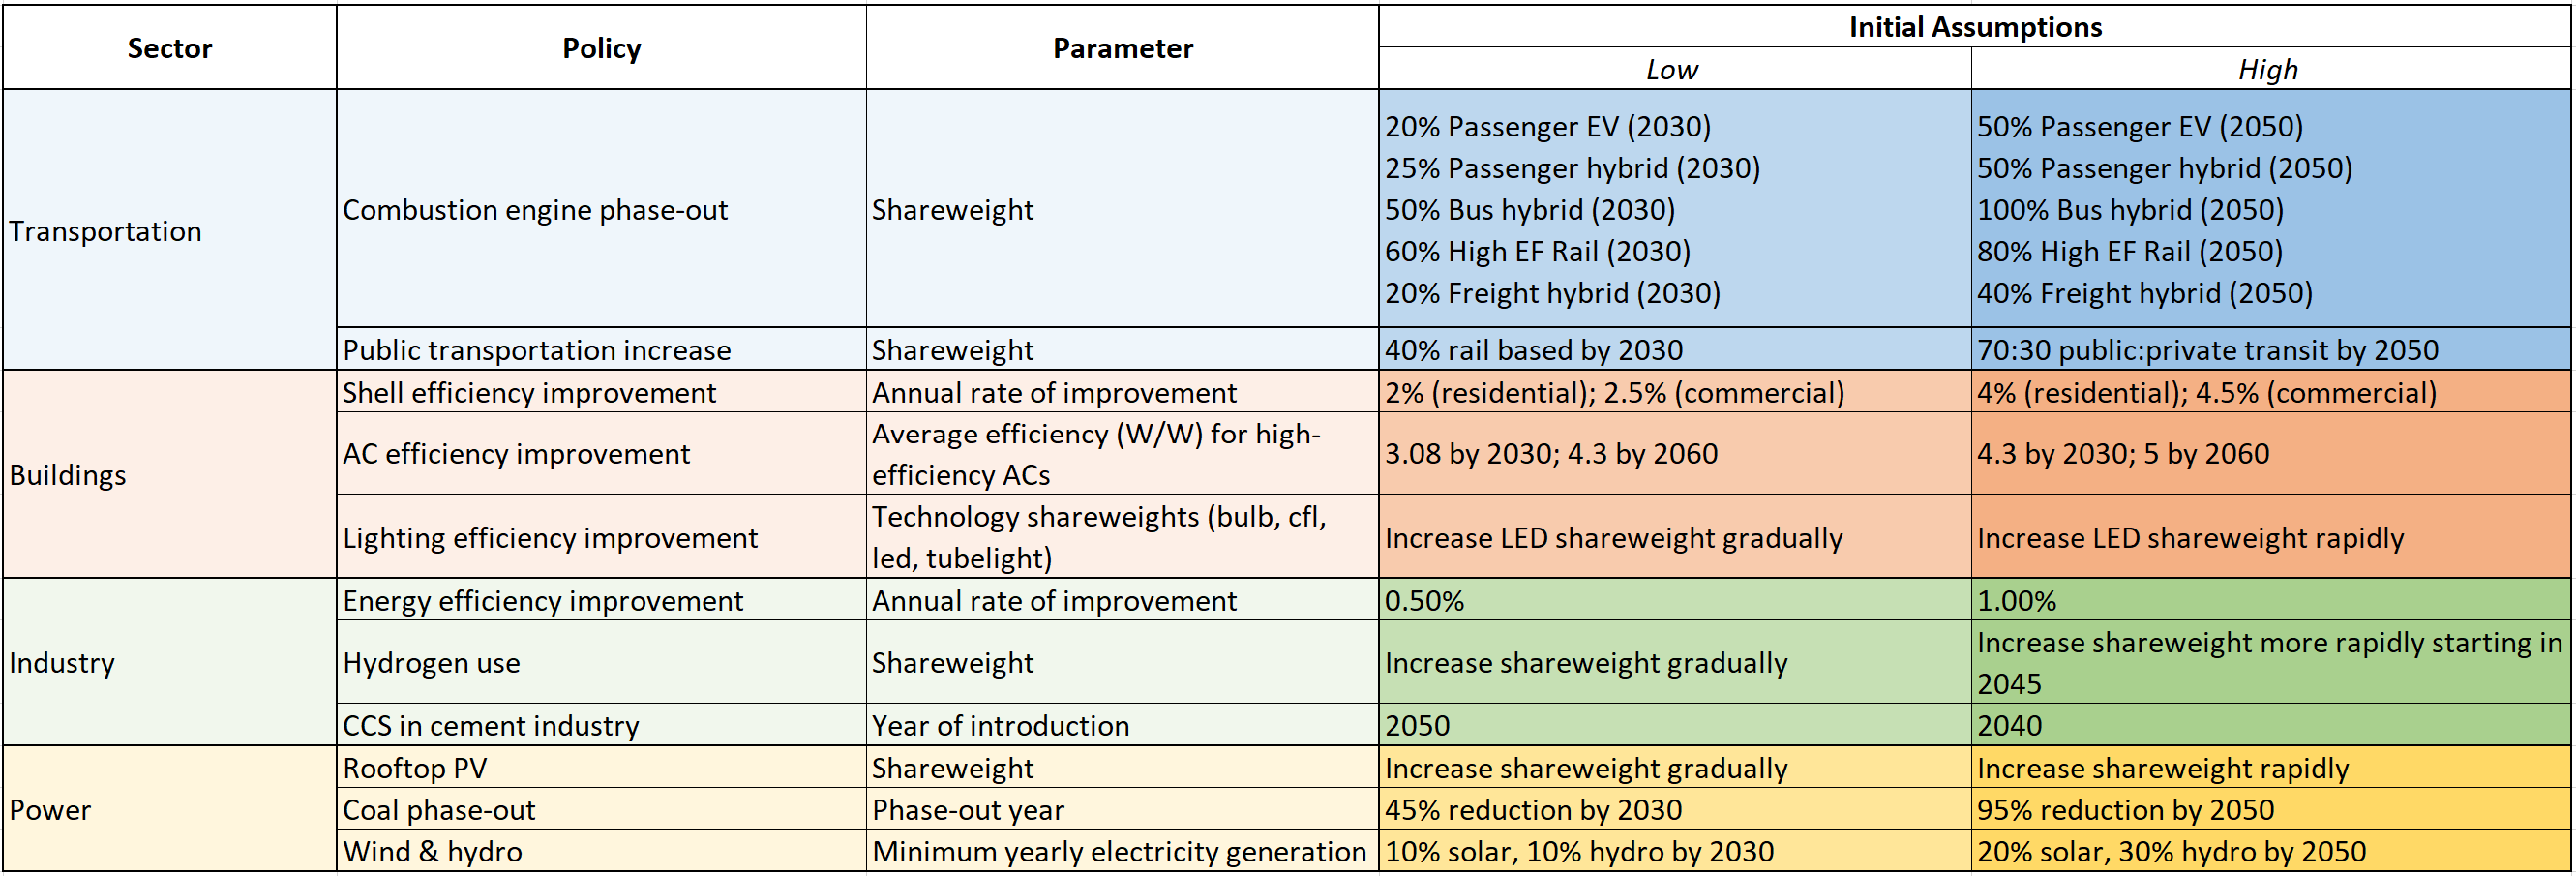 Sector
Policy
Parameter
Initial Assumptions
Low
High
Transportation
Combustion engine phase-out
Shareweight
20% Passenger EV (2030)
25% Passenger hybrid (2030)
50% Bus hybrid (2030)
60% High EF Rail (2030)
20% Freight hybrid (2030)
50% Passenger EV (2050)
50% Passenger hybrid (2050)
100% Bus hybrid (2050)
80% High EF Rail (2050)
40% Freight hybrid (2050)
Public transportation increase
Shareweight
40% rail based by 2030
70:30 public:private transit by 2050
Buildings
Shell efficiency improvement
Annual rate of improvement
2% (residential); 2.5% (commercial)
4% (residential); 4.5% (commercial)
AC efficiency improvement
Average efficiency (W/W) for high-
efficiency ACs
3.08 by 2030; 4.3 by 2060
4.3 by 2030; 5 by 2060
Lighting efficiency improvement
Technology shareweights (bulb, cfl,
led, tubelight)
Increase LED shareweight gradually
Increase LED shareweight rapidly
Industry
Energy efficiency improvement
Annual rate of improvement
0.50%
1.00%
Hydrogen use
Shareweight
Increase shareweight gradually
Increase shareweight more rapidly starting in
2045
CCS in cement industry
Year of introduction
2050
2040
Power
Rooftop PV
Shareweight
Increase shareweight gradually
Increase shareweight rapidly
Coal phase-out
Phase-out year
45% reduction by 2030
95% reduction by 2050
Wind & hydro
Minimum yearly electricity generation
10% solar, 10% hydro by 2030
20% solar, 30% hydro by 2050